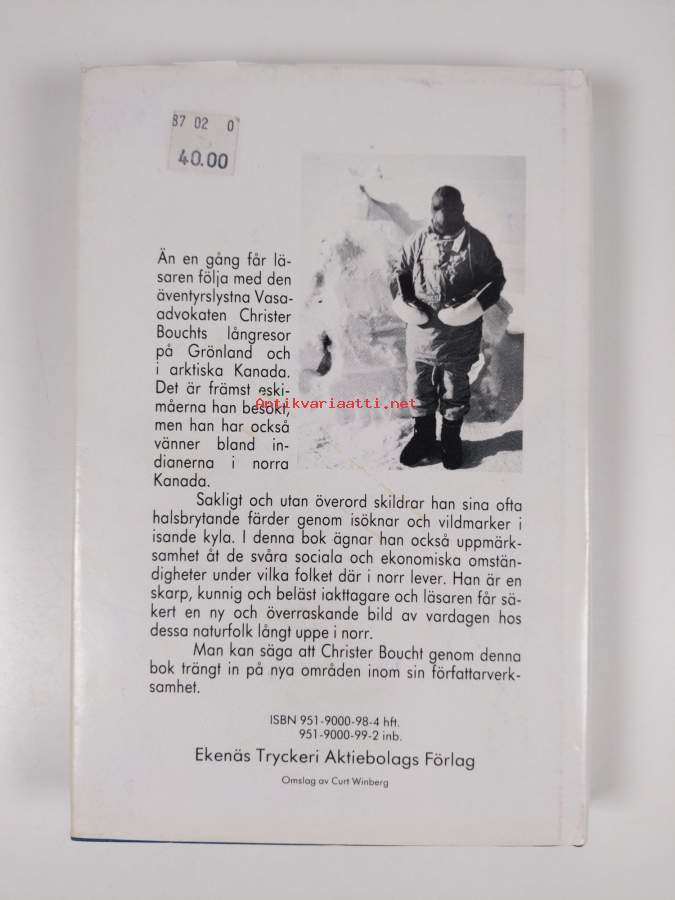 87 02 0
40.00
Än en gång får lä-
saren följa med den
äventyrslystna Vasa-
advokaten Christer
Bouchts långresor
på Grönland och
i arktiska Kanada.
Det är främst eski-
måerna han besökt,
men han har också
vänner bland in-
dianerna i norra
Kanada.
Antikvariaatti.net
Sakligt och utan överord skildrar han sina ofta
halsbrytande färder genom isöknar och vildmarker i
isande kyla. I denna bok ägnar han också uppmärk-
samhet åt de svåra sociala och ekonomiska omstän-
digheter under vilka folket där i norr lever. Han är en
skarp, kunnig och beläst iakttagare och läsaren får sä-
kert en ny och överraskande bild av vardagen hos
dessa naturfolk långt uppe i norr.
Man kan säga att Christer Boucht genom denna
bok trängt in på nya områden inom sin författarverk-
samhet.
ISBN 951-9000-98-4 hft.
951-9000-99-2 inb.
Ekenäs Tryckeri Aktiebolags Förlag
Omslag av Curt Winberg